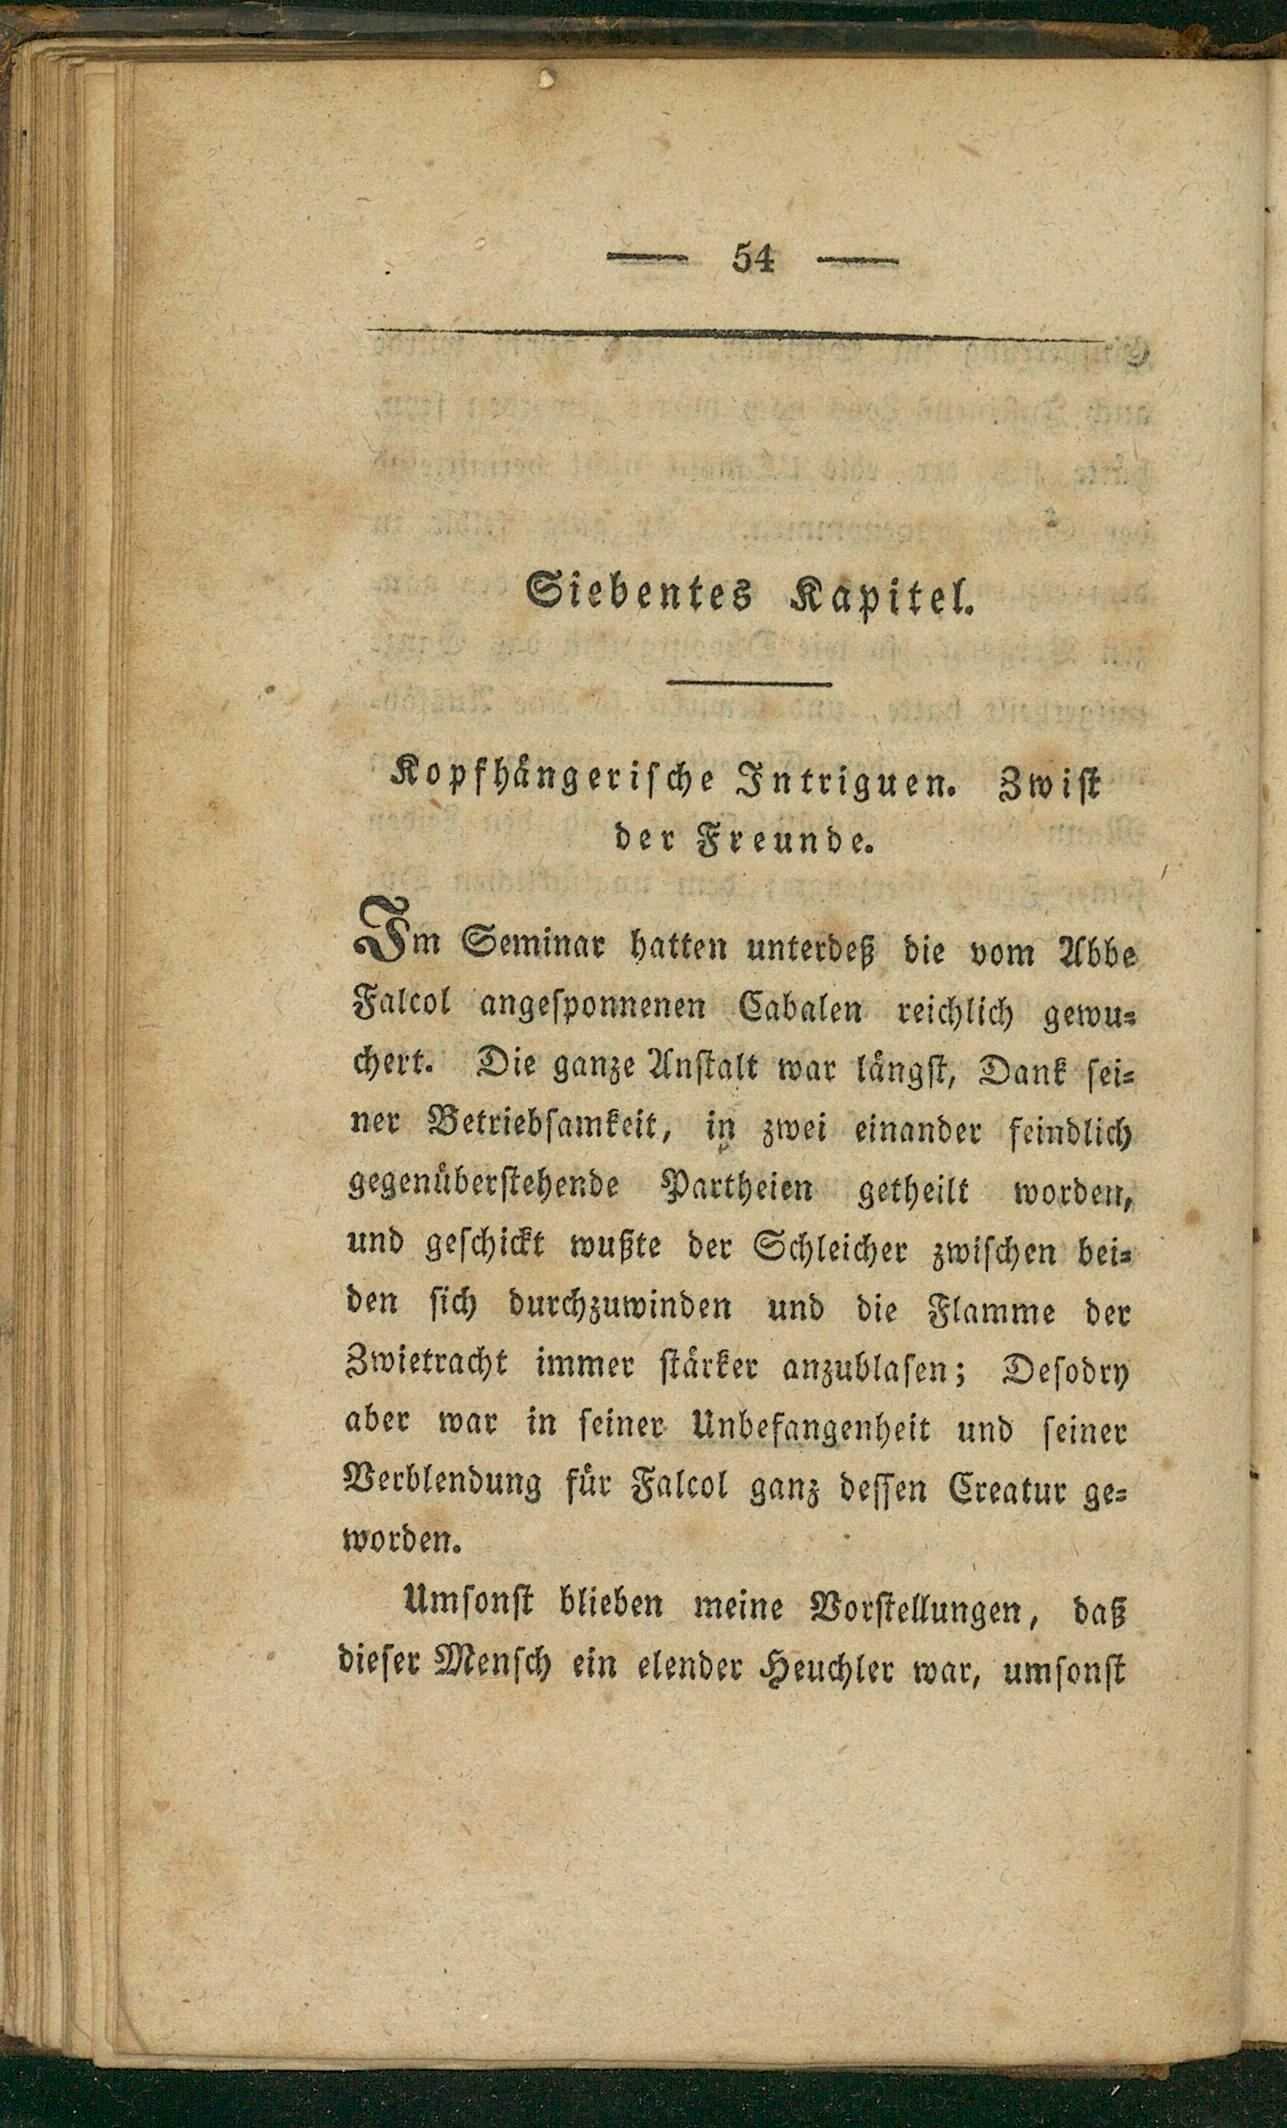 — 54 —
Siebentes Kapitel.
Kopfhängerische Intriguen. Zwist
der Freunde.
Im Seminar hatten unterdeß die vom Abbe
Falcol angesponnenen Cabalen reichlich gewu-
chert. Die ganze Anstalt war längst, Dank sei-
ner Betriebsamkeit, in zwei einander feindlich
gegenüberstehende Partheien getheilt worden,
und geschickt wußte der Schleicher zwischen bei-
den sich durchzuwinden und die Flamme der
Zwietracht immer stärker anzublasen; Desodry
aber war in seiner Unbefangenheit und seiner
Verblendung für Falcol ganz dessen Creatur ge-
worden.
Umsonst blieben meine Vorstellungen, daß
dieser Mensch ein elender Heuchler war, umsonst